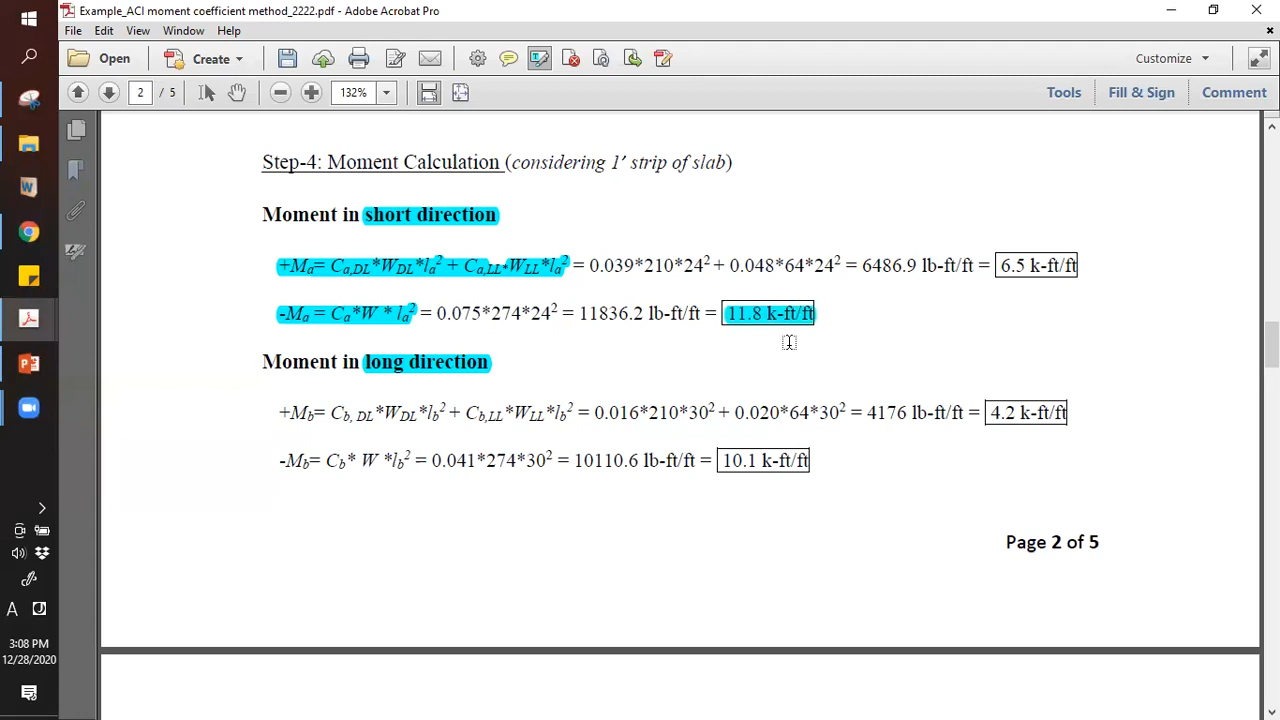 Example_ACI moment coefficient method_2222.pdf - Adobe Acrobat Pro
File Edit View Window Help
Open Create Customize
2 / 5 132% Tools Fill & Sign Comment
Step-4: Moment Calculation (considering 1′ strip of slab)
Moment in short direction
+Ma= Ca,DL*WDL*la² + Ca,LL*WLL*la² = 0.039*210*24² + 0.048*64*24² = 6486.9 lb-ft/ft = 6.5 k-ft/ft
-Ma = Ca*W * la² = 0.075*274*24² = 11836.2 lb-ft/ft = 11.8 k-ft/ft
Moment in long direction
+Mb= Cb, DL*WDL*lb² + Cb,LL*WLL*lb² = 0.016*210*30² + 0.020*64*30² = 4176 lb-ft/ft = 4.2 k-ft/ft
-Mb= Cb* W *lb² = 0.041*274*30² = 10110.6 lb-ft/ft = 10.1 k-ft/ft
Page 2 of 5
A
3:08 PM
12/28/2020